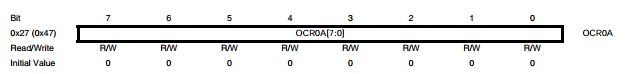 Bit 7 6 5 4 3 2 1 0
0x27 (0x47) OCR0A[7:0] OCR0A
Read/Write R/W R/W R/W R/W R/W R/W R/W R/W
Initial Value 0 0 0 0 0 0 0 0